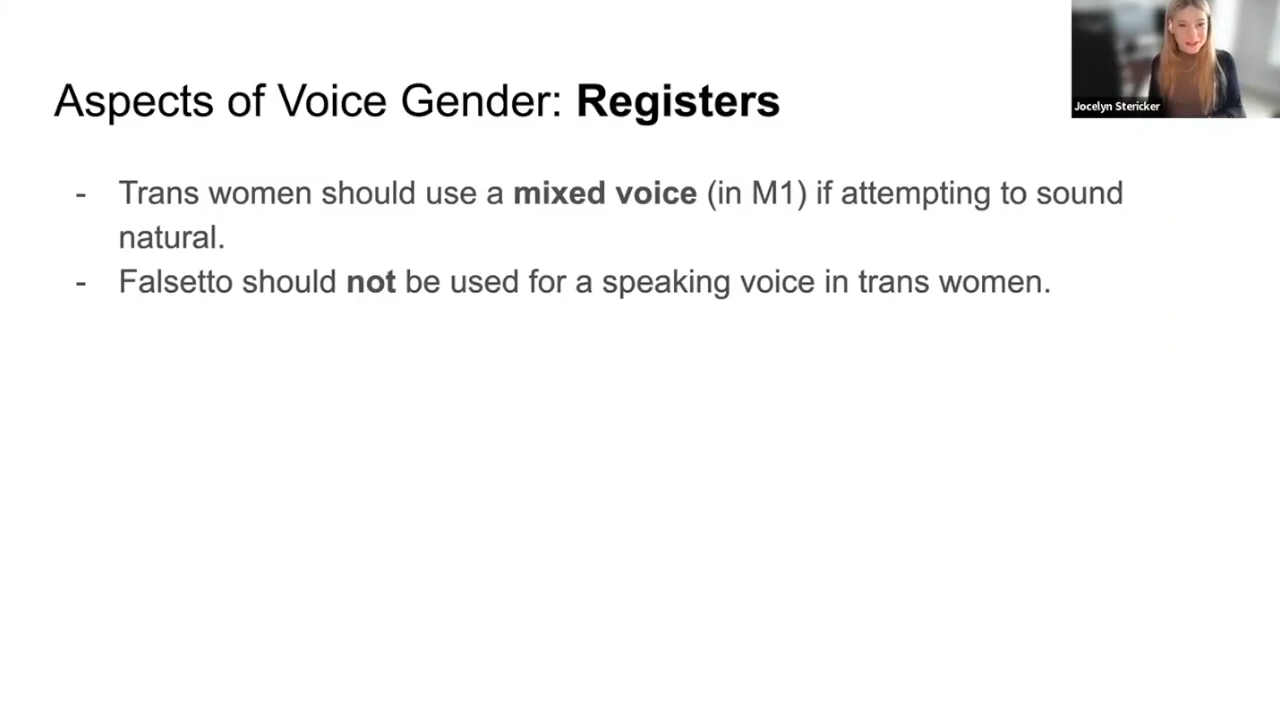 Jocelyn Stericker
Aspects of Voice Gender: Registers
- Trans women should use a mixed voice (in M1) if attempting to sound
natural.
- Falsetto should not be used for a speaking voice in trans women.